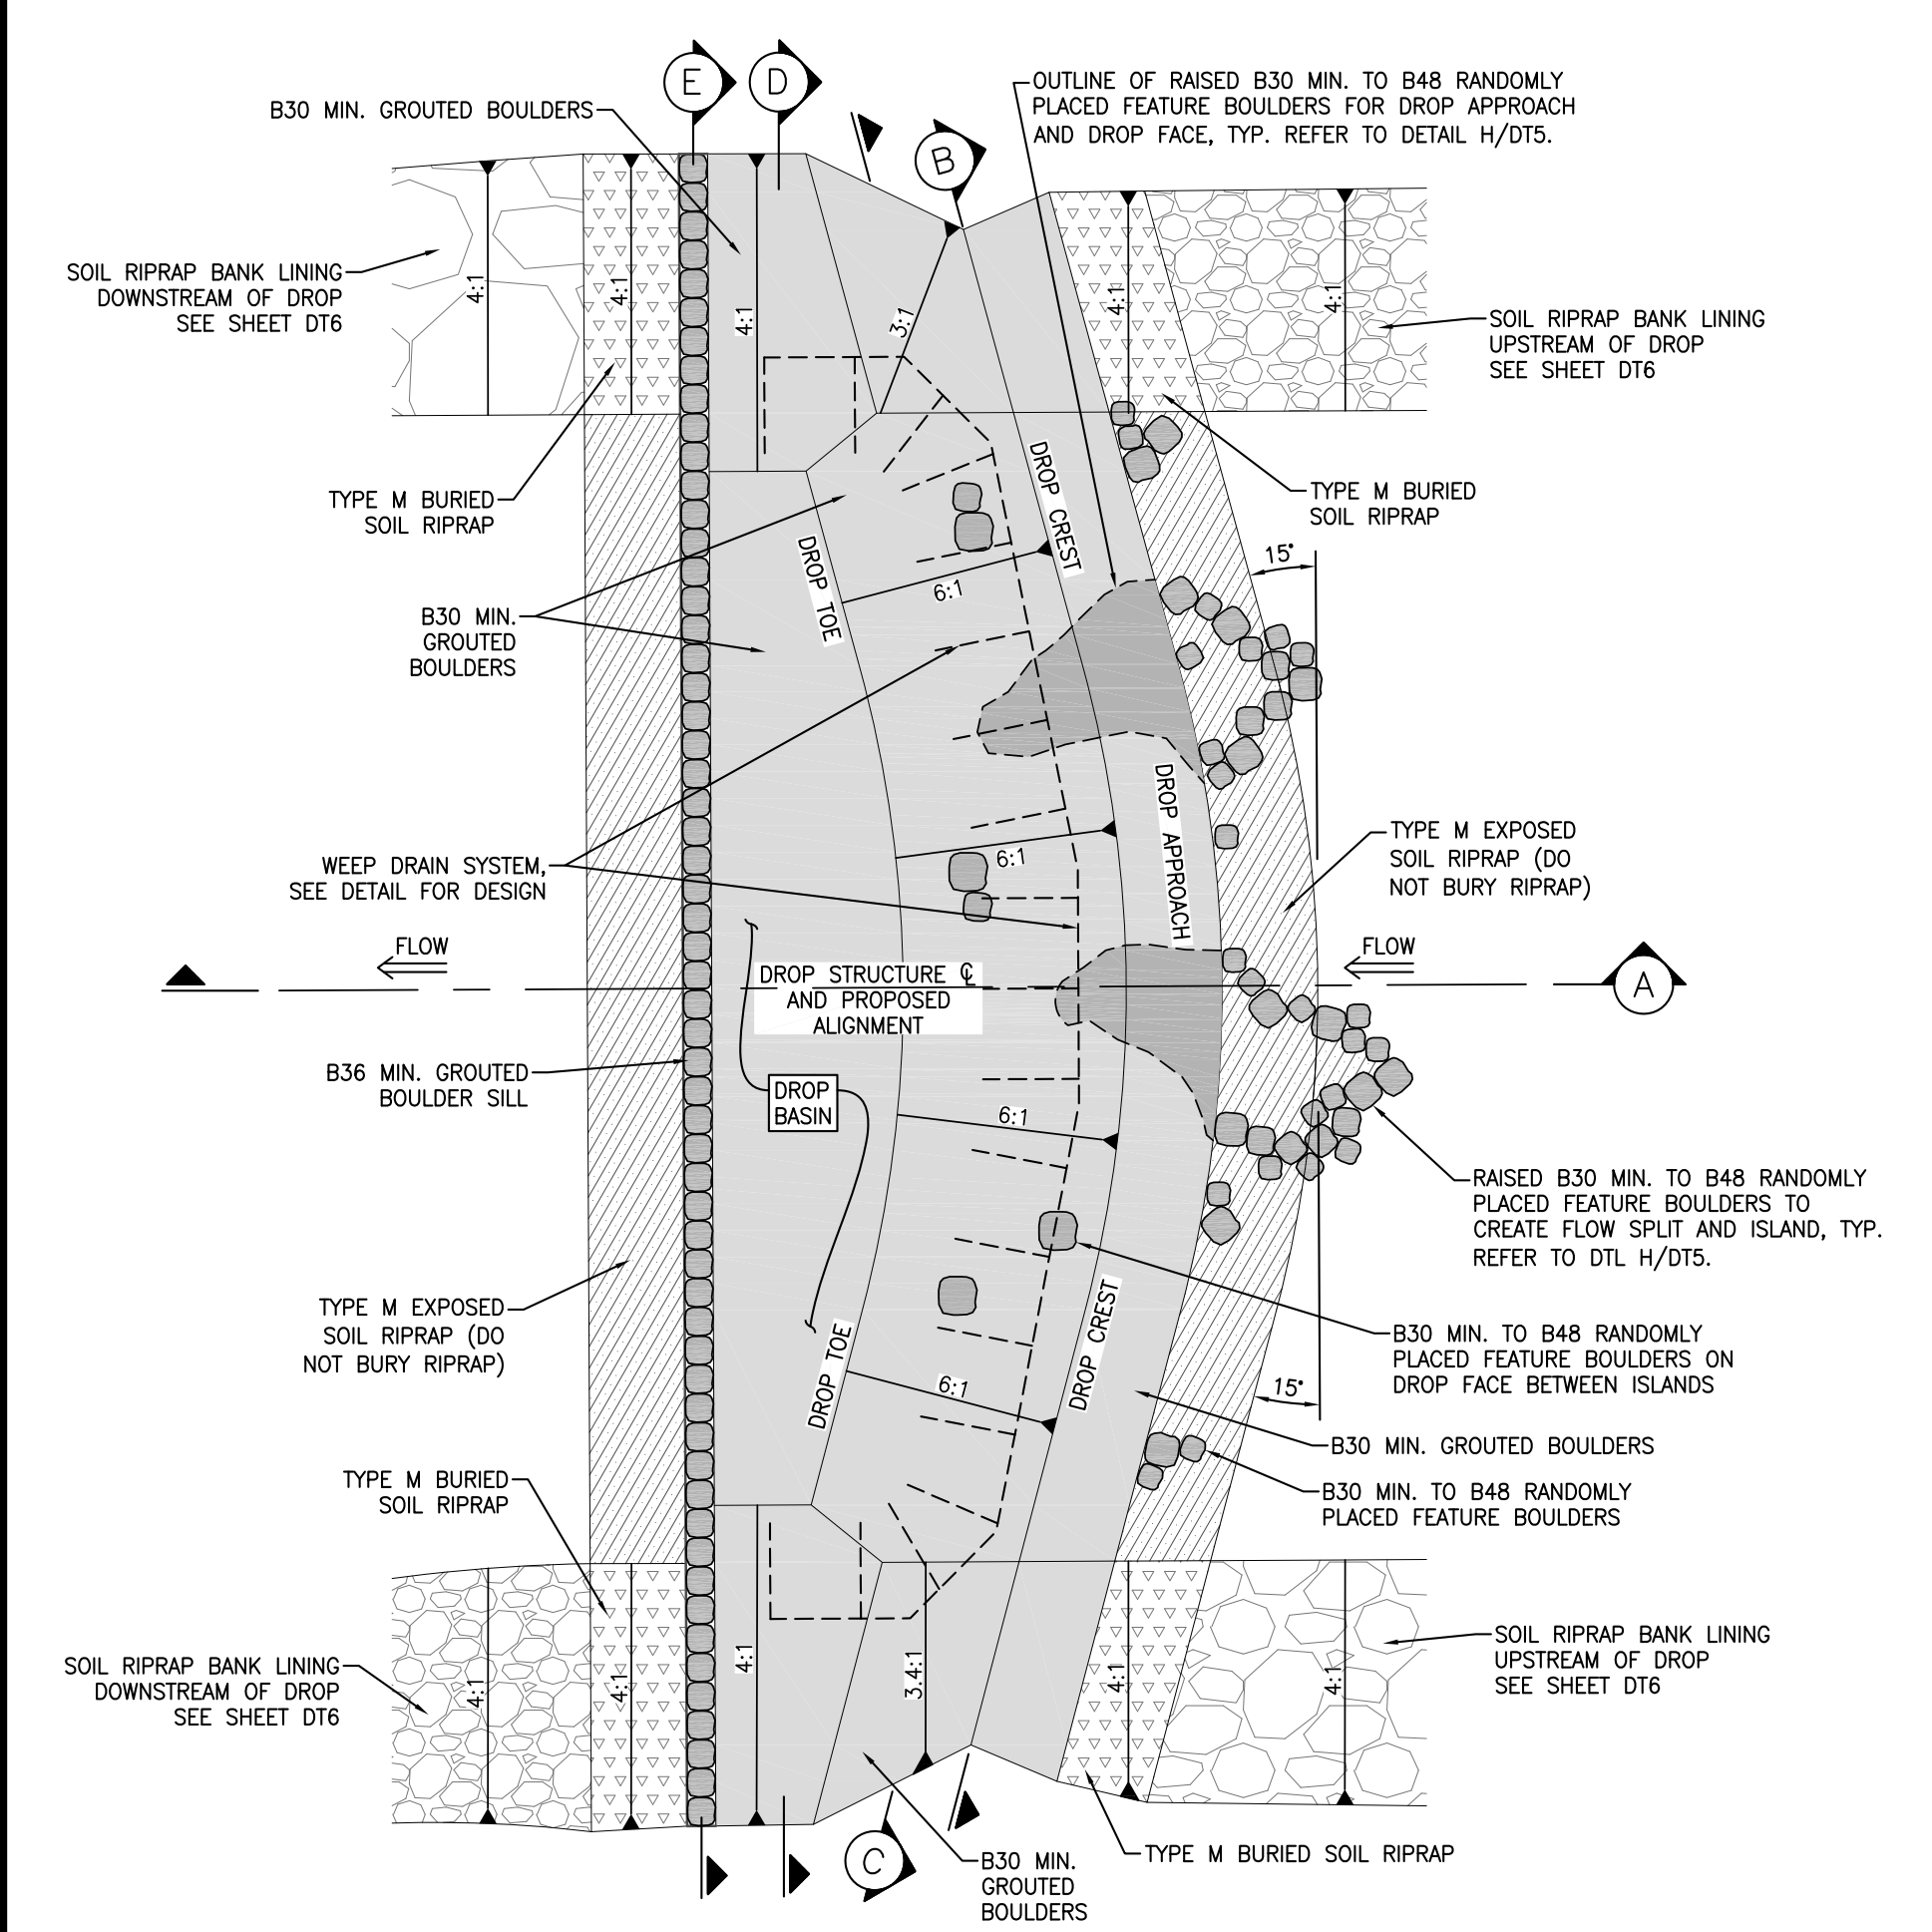 E
D
B
B30 MIN. GROUTED BOULDERS
OUTLINE OF RAISED B30 MIN. TO B48 RANDOMLY
PLACED FEATURE BOULDERS FOR DROP APPROACH
AND DROP FACE, TYP. REFER TO DETAIL H/DT5.
SOIL RIPRAP BANK LINING
DOWNSTREAM OF DROP
SEE SHEET DT6
4:1
4:1
4:1
3:1
4:1
4:1
SOIL RIPRAP BANK LINING
UPSTREAM OF DROP
SEE SHEET DT6
TYPE M BURIED
SOIL RIPRAP
TYPE M BURIED
SOIL RIPRAP
DROP CREST
DROP TOE
15°
6:1
B30 MIN.
GROUTED
BOULDERS
DROP APPROACH
WEEP DRAIN SYSTEM,
SEE DETAIL FOR DESIGN
6:1
TYPE M EXPOSED
SOIL RIPRAP (DO
NOT BURY RIPRAP)
FLOW
FLOW
DROP STRUCTURE ℄
AND PROPOSED
ALIGNMENT
A
B36 MIN. GROUTED
BOULDER SILL
DROP
BASIN
6:1
RAISED B30 MIN. TO B48 RANDOMLY
PLACED FEATURE BOULDERS TO
CREATE FLOW SPLIT AND ISLAND, TYP.
REFER TO DTL H/DT5.
TYPE M EXPOSED
SOIL RIPRAP (DO
NOT BURY RIPRAP)
DROP TOE
DROP CREST
6:1
15°
B30 MIN. TO B48 RANDOMLY
PLACED FEATURE BOULDERS ON
DROP FACE BETWEEN ISLANDS
B30 MIN. GROUTED BOULDERS
B30 MIN. TO B48 RANDOMLY
PLACED FEATURE BOULDERS
TYPE M BURIED
SOIL RIPRAP
SOIL RIPRAP BANK LINING
DOWNSTREAM OF DROP
SEE SHEET DT6
4:1
4:1
4:1
3.4:1
4:1
4:1
SOIL RIPRAP BANK LINING
UPSTREAM OF DROP
SEE SHEET DT6
C
B30 MIN.
GROUTED
BOULDERS
TYPE M BURIED SOIL RIPRAP